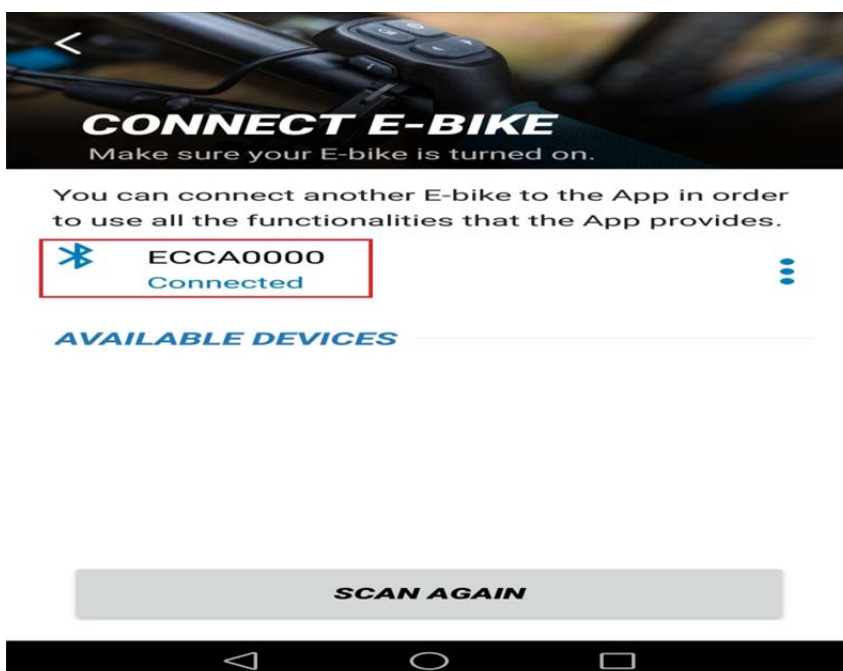 CONNECT E-BIKE
Make sure your E-bike is turned on.
You can connect another E-bike to the App in order
to use all the functionalities that the App provides.
ECCA0000
Connected
AVAILABLE DEVICES
SCAN AGAIN